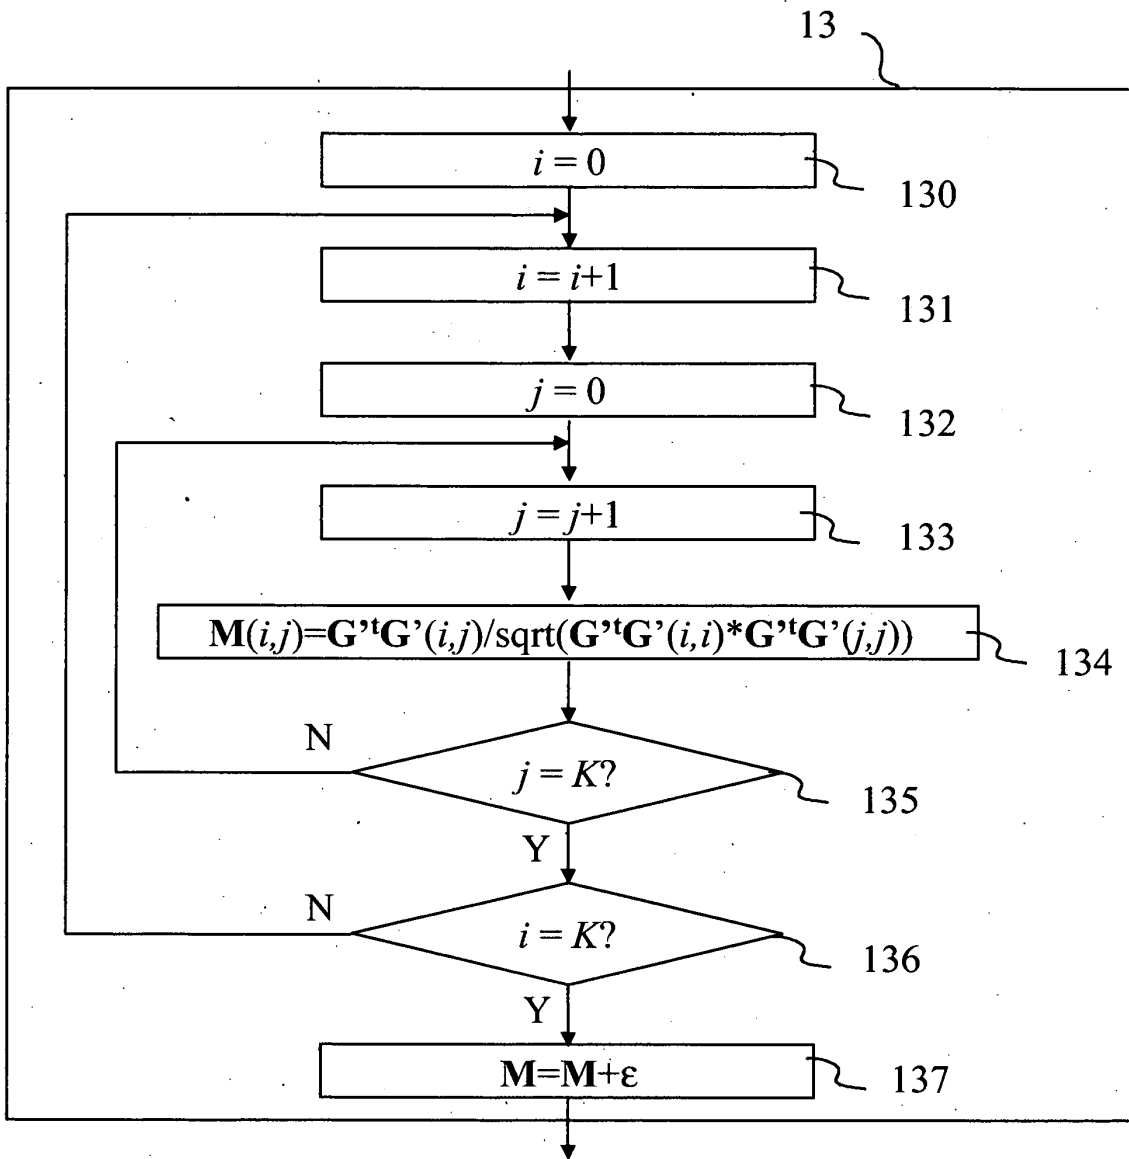 13
i = 0
130
i = i+1
131
j = 0
132
j = j+1
133
M(i,j)=G'ᵗG'(i,j)/sqrt(G'ᵗG'(i,i)*G'ᵗG'(j,j))
134
N
j = K?
135
Y
N
i = K?
136
Y
M=M+ε
137